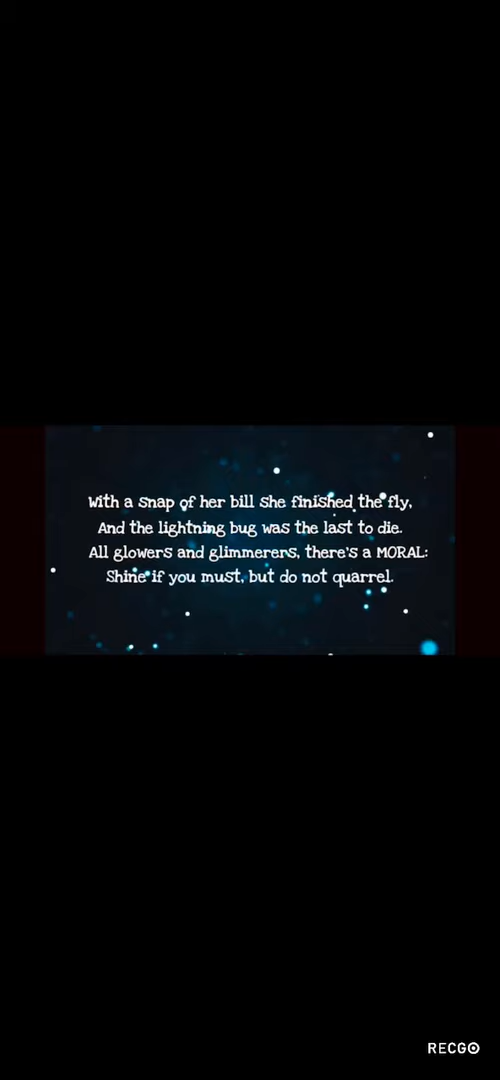 With a snap of her bill she finished the fly,
And the lightning bug was the last to die.
All glowers and glimmerers, there's a MORAL:
Shine if you must, but do not quarrel.
RECGO